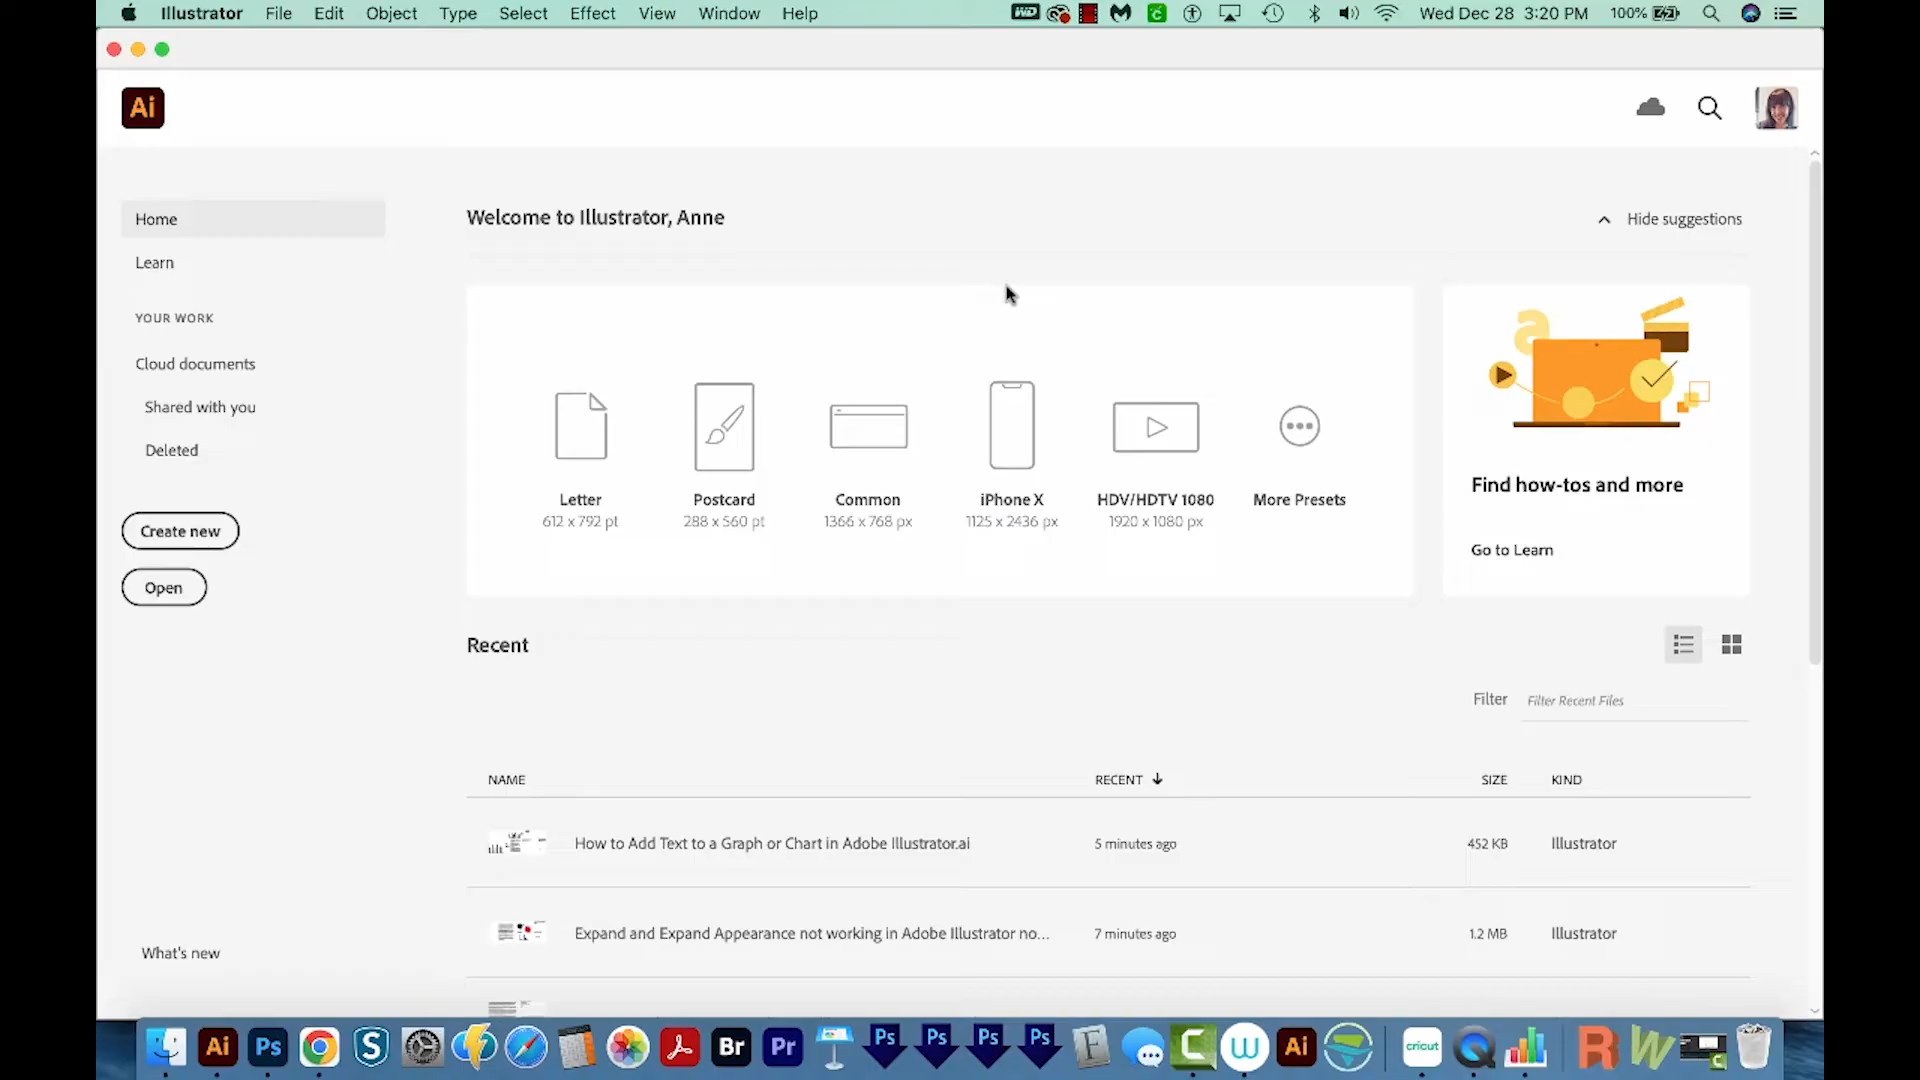 Illustrator File Edit Object Type Select Effect View Window Help Wed Dec 28 3:20 PM 100%
Ai
Home
Learn
YOUR WORK
Cloud documents
Shared with you
Deleted
Create new
Open
What's new
Welcome to Illustrator, Anne
Hide suggestions
Letter
612 x 792 pt
Postcard
288 x 560 pt
Common
1366 x 768 px
iPhone X
1125 x 2436 px
HDV/HDTV 1080
1920 x 1080 px
More Presets
Find how-tos and more
Go to Learn
Recent
Filter Filter Recent Files
NAME RECENT SIZE KIND
How to Add Text to a Graph or Chart in Adobe Illustrator.ai 5 minutes ago 452 KB Illustrator
Expand and Expand Appearance not working in Adobe Illustrator no... 7 minutes ago 1.2 MB Illustrator
Ai Ps S Br Pr Ps Ps Ps Ps F C Ai cricut R W